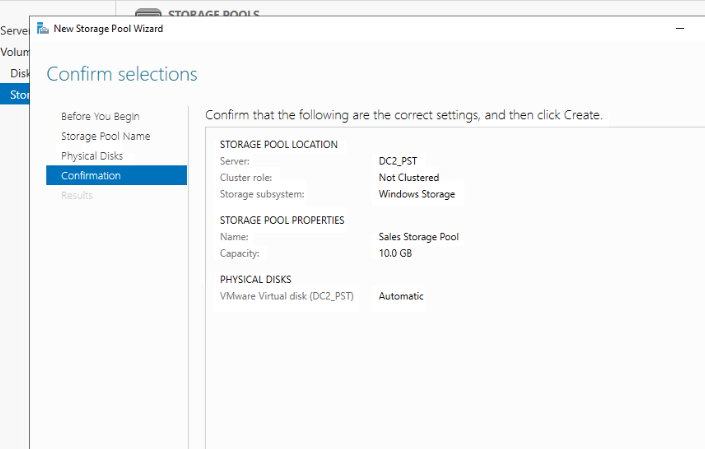 STORAGE POOLS
Server
New Storage Pool Wizard
Volum
Disk
Stor
Confirm selections
Before You Begin
Storage Pool Name
Physical Disks
Confirmation
Results
Confirm that the following are the correct settings, and then click Create.
STORAGE POOL LOCATION
Server: DC2_PST
Cluster role: Not Clustered
Storage subsystem: Windows Storage
STORAGE POOL PROPERTIES
Name: Sales Storage Pool
Capacity: 10.0 GB
PHYSICAL DISKS
VMware Virtual disk (DC2_PST) Automatic